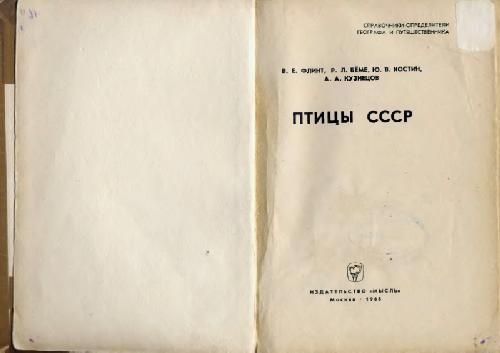 СПРАВОЧНИКИ-ОПРЕДЕЛИТЕЛИ
ГЕОГРАФА И ПУТЕШЕСТВЕННИКА
В. Е. ФЛИНТ, Р. Л. БЁМЕ, Ю. В. КОСТИН,
А. А. КУЗНЕЦОВ
ПТИЦЫ СССР
ИЗДАТЕЛЬСТВО «МЫСЛЬ»
Москва · 1968